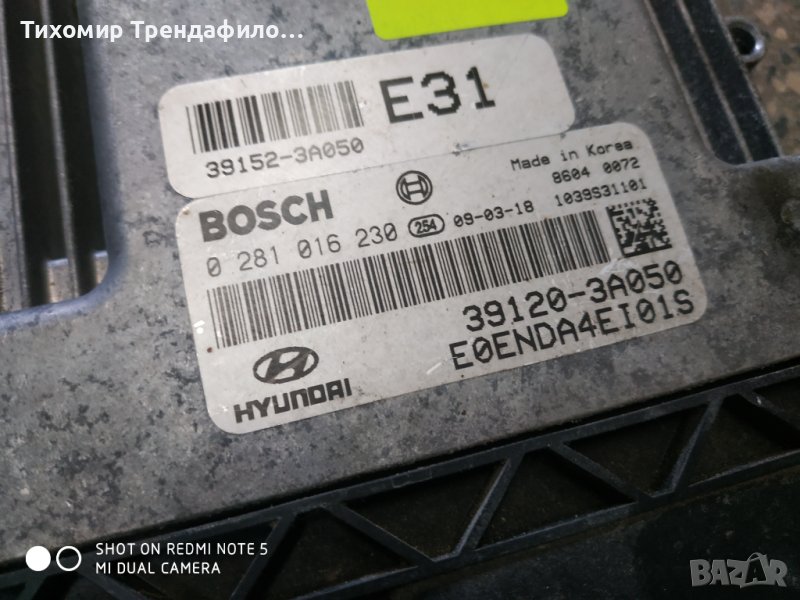 Тихомир Трендафило...
E31
39152-3A050
Made in Korea
8604 0072
1039S31101
BOSCH
0 281 016 230 254 09-03-18
39120-3A050
E0ENDA4EI01S
HYUNDAI
SHOT ON REDMI NOTE 5
MI DUAL CAMERA
BAZAR